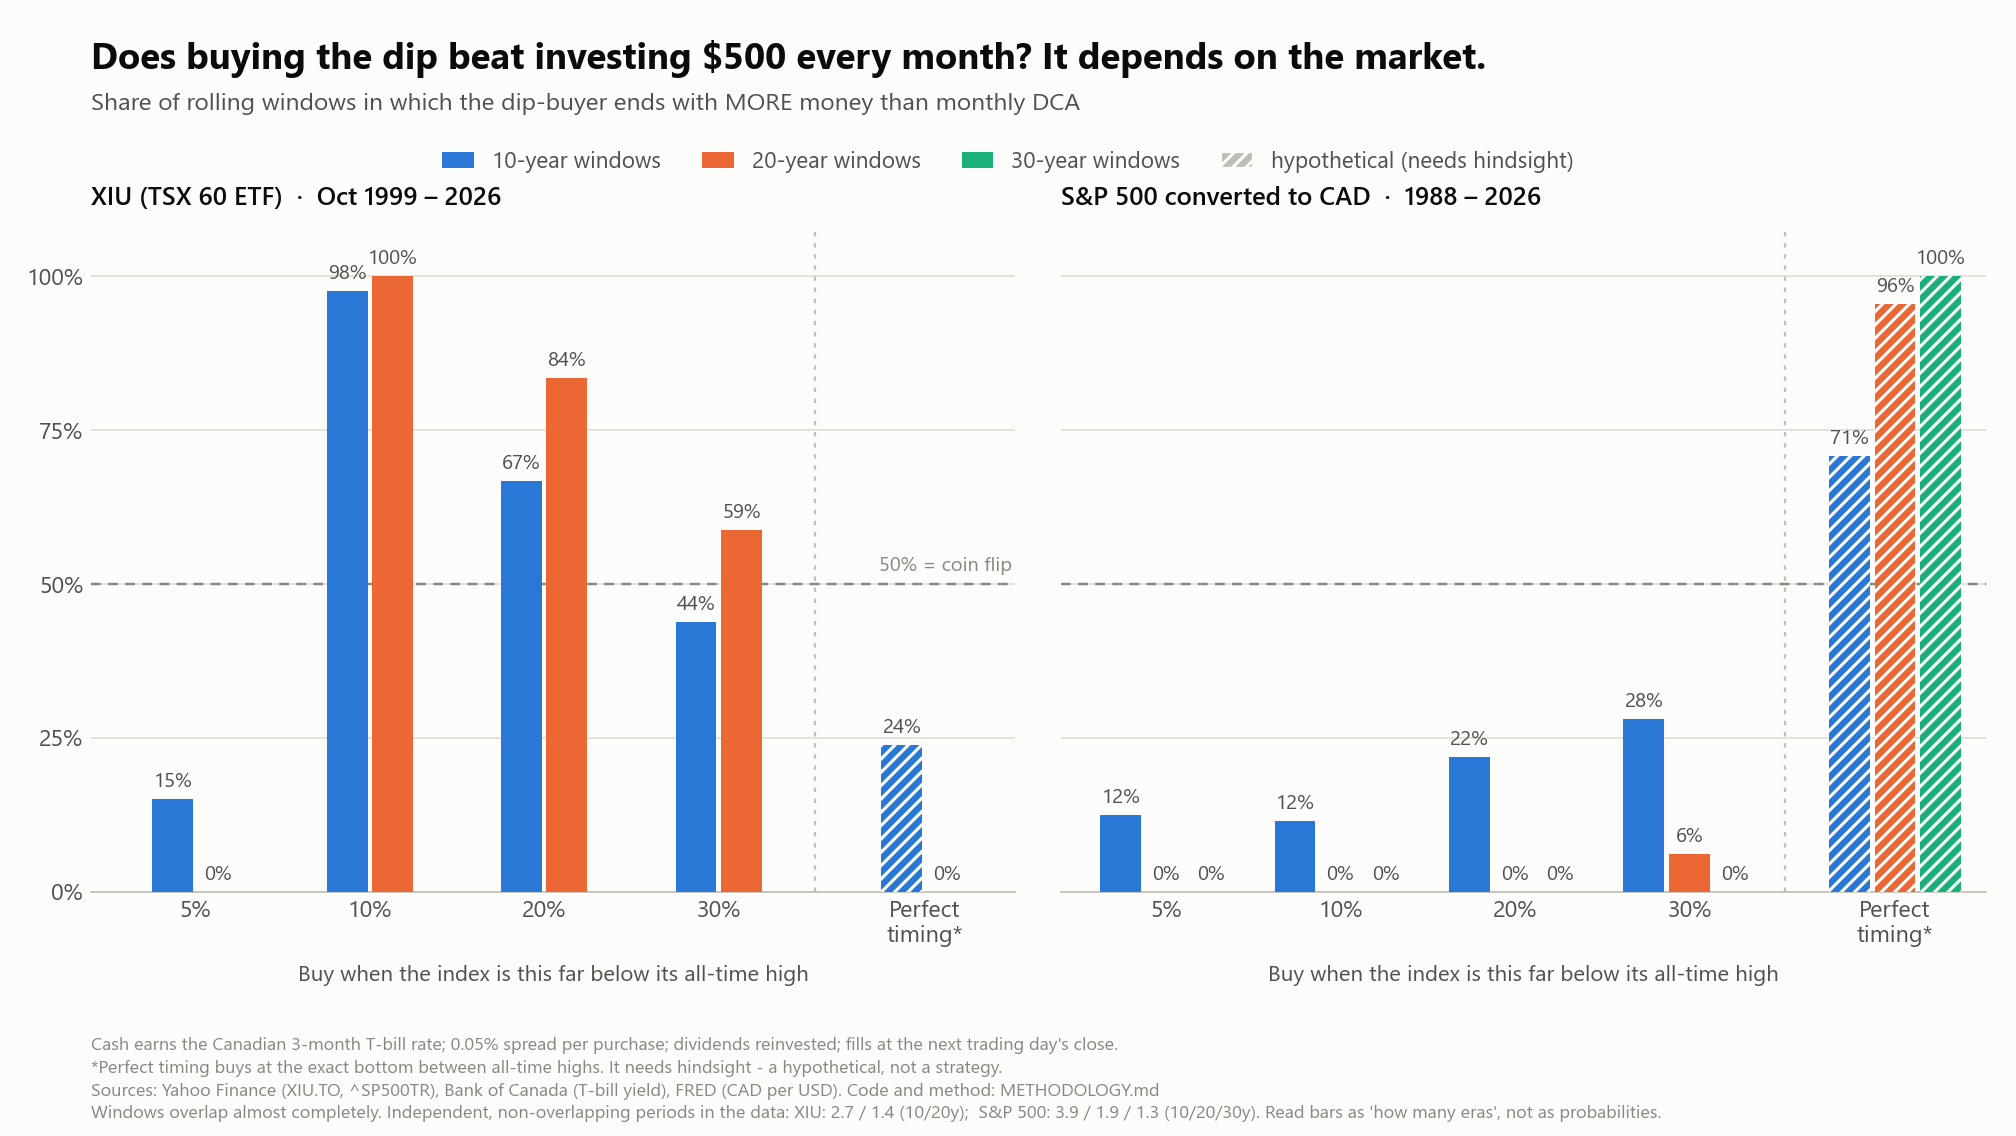 Does buying the dip beat investing $500 every month? It depends on the market.
Share of rolling windows in which the dip-buyer ends with MORE money than monthly DCA
10-year windows 20-year windows 30-year windows hypothetical (needs hindsight)
XIU (TSX 60 ETF) · Oct 1999 – 2026
100%
75%
50%
25%
0%
15%
0%
98%
100%
67%
84%
44%
59%
24%
0%
50% = coin flip
5% 10% 20% 30% Perfect
timing*
Buy when the index is this far below its all-time high
S&P 500 converted to CAD · 1988 – 2026
12%
0%
0%
12%
0%
0%
22%
0%
0%
28%
6%
0%
71%
96%
100%
5% 10% 20% 30% Perfect
timing*
Buy when the index is this far below its all-time high
Cash earns the Canadian 3-month T-bill rate; 0.05% spread per purchase; dividends reinvested; fills at the next trading day's close.
*Perfect timing buys at the exact bottom between all-time highs. It needs hindsight - a hypothetical, not a strategy.
Sources: Yahoo Finance (XIU.TO, ^SP500TR), Bank of Canada (T-bill yield), FRED (CAD per USD). Code and method: METHODOLOGY.md
Windows overlap almost completely. Independent, non-overlapping periods in the data: XIU: 2.7 / 1.4 (10/20y); S&P 500: 3.9 / 1.9 / 1.3 (10/20/30y). Read bars as 'how many eras', not as probabilities.